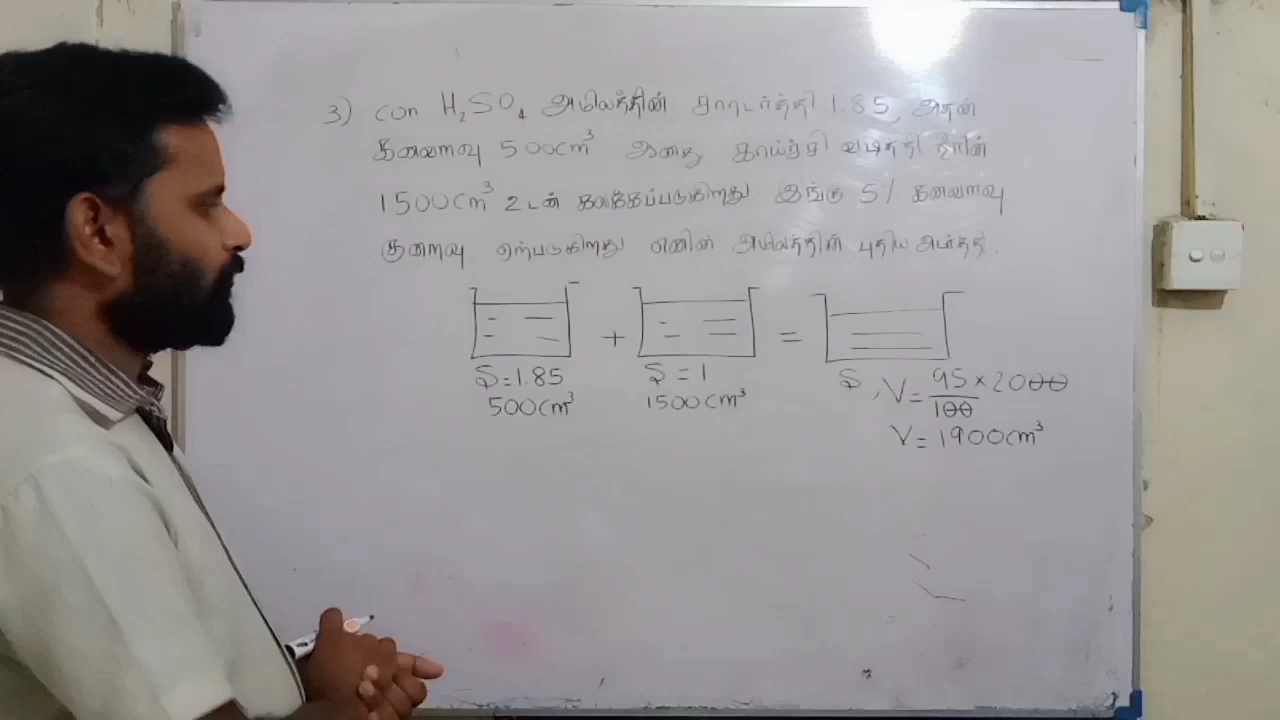 3) con H₂SO₄ அமிலத்தின் சாரடர்த்தி 1.85, அதன்
கனவளவு 500cm³ ஆனது காய்ச்சி வடித்த நீரின்
1500cm³ உடன் கலக்கப்படுகிறது இங்கு 5% கனவளவு
குறைவு ஏற்படுகிறது எனின் அமிலத்தின் புதிய அடர்த்தி.
+ =
S=1.85 S=1 S, V= 95×2000/100
500cm³ 1500cm³
V=1900cm³